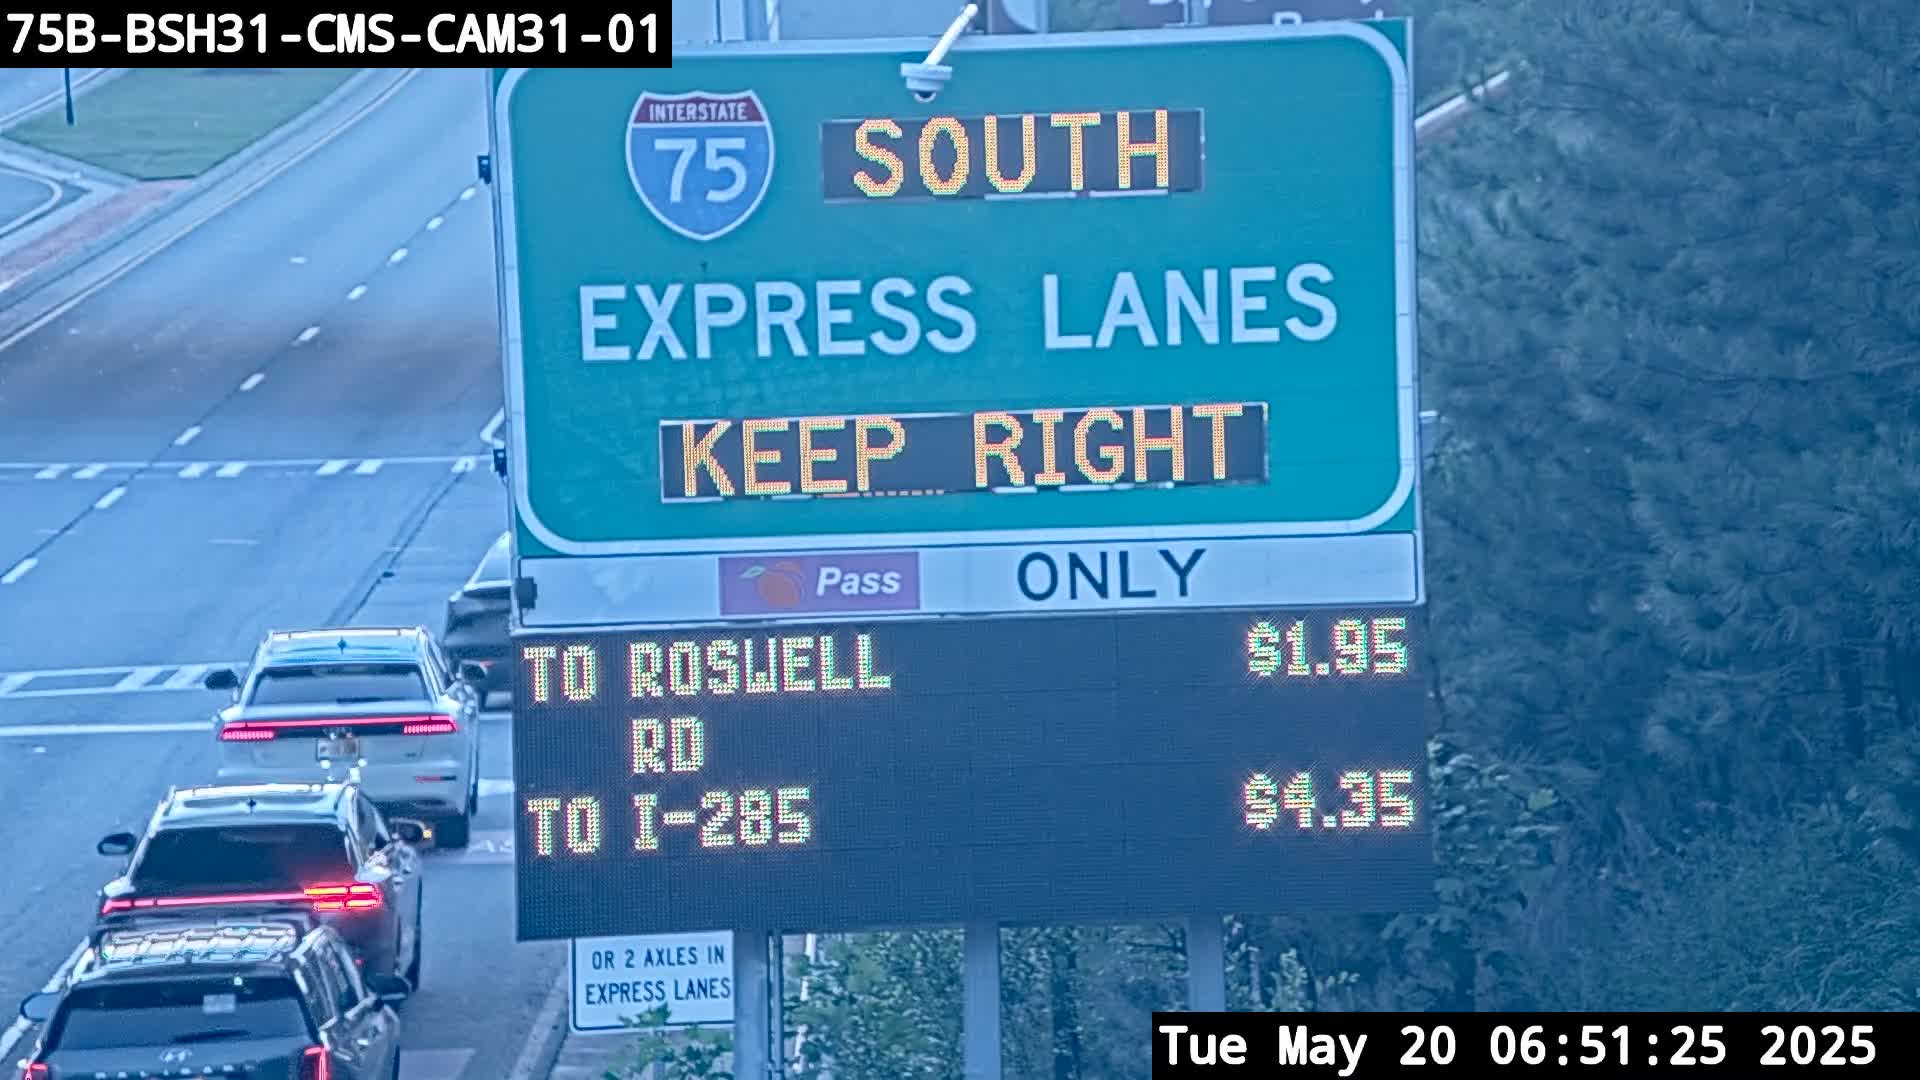 75B-BSH31-CMS-CAM31-01
INTERSTATE
75
SOUTH
EXPRESS LANES
KEEP RIGHT
Pass ONLY
TO ROSWELL $1.95
RD
TO I-285 $4.35
OR 2 AXLES IN
EXPRESS LANES
Tue May 20 06:51:25 2025